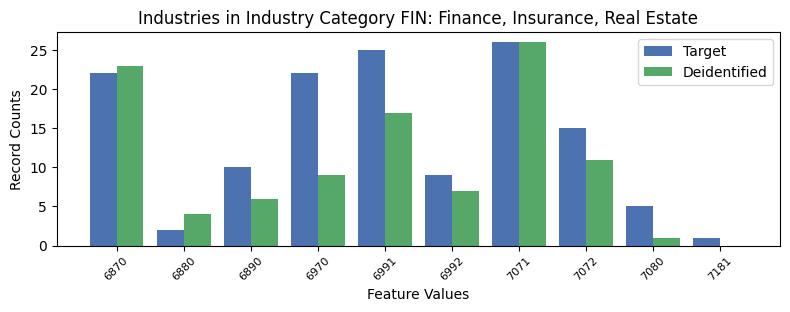 Industries in Industry Category FIN: Finance, Insurance, Real Estate
Target
Deidentified
Record Counts
25
20
15
10
5
0
6870 6880 6890 6970 6991 6992 7071 7072 7080 7181
Feature Values